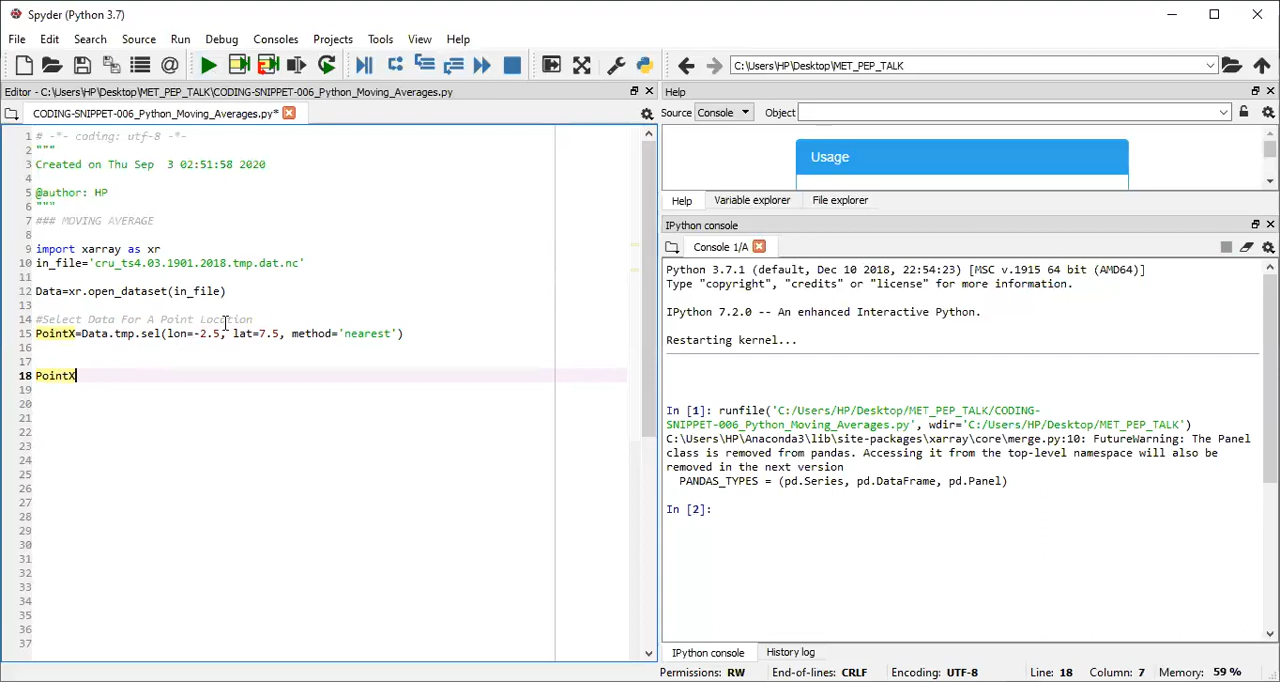 Spyder (Python 3.7)
File Edit Search Source Run Debug Consoles Projects Tools View Help
C:\Users\HP\Desktop\MET_PEP_TALK
Editor - C:\Users\HP\Desktop\MET_PEP_TALK\CODING-SNIPPET-006_Python_Moving_Averages.py
CODING-SNIPPET-006_Python_Moving_Averages.py*
1 # -*- coding: utf-8 -*-
2 """
3 Created on Thu Sep  3 02:51:58 2020
4
5 @author: HP
6 """
7 ### MOVING AVERAGE
8
9 import xarray as xr
10 in_file='cru_ts4.03.1901.2018.tmp.dat.nc'
11
12 Data=xr.open_dataset(in_file)
13
14 #Select Data For A Point Location
15 PointX=Data.tmp.sel(lon=-2.5, lat=7.5, method='nearest')
16
17
18 PointX
19
20
21
22
23
24
25
26
27
28
29
30
31
32
33
34
35
36
37
Help
Source Console Object
Usage
Help Variable explorer File explorer
IPython console
Console 1/A
Python 3.7.1 (default, Dec 10 2018, 22:54:23) [MSC v.1915 64 bit (AMD64)]
Type "copyright", "credits" or "license" for more information.
IPython 7.2.0 -- An enhanced Interactive Python.
Restarting kernel...
In [1]: runfile('C:/Users/HP/Desktop/MET_PEP_TALK/CODING-
SNIPPET-006_Python_Moving_Averages.py', wdir='C:/Users/HP/Desktop/MET_PEP_TALK')
C:\Users\HP\Anaconda3\lib\site-packages\xarray\core\merge.py:10: FutureWarning: The Panel
class is removed from pandas. Accessing it from the top-level namespace will also be
removed in the next version
PANDAS_TYPES = (pd.Series, pd.DataFrame, pd.Panel)
In [2]:
IPython console History log
Permissions: RW End-of-lines: CRLF Encoding: UTF-8 Line: 18 Column: 7 Memory: 59 %